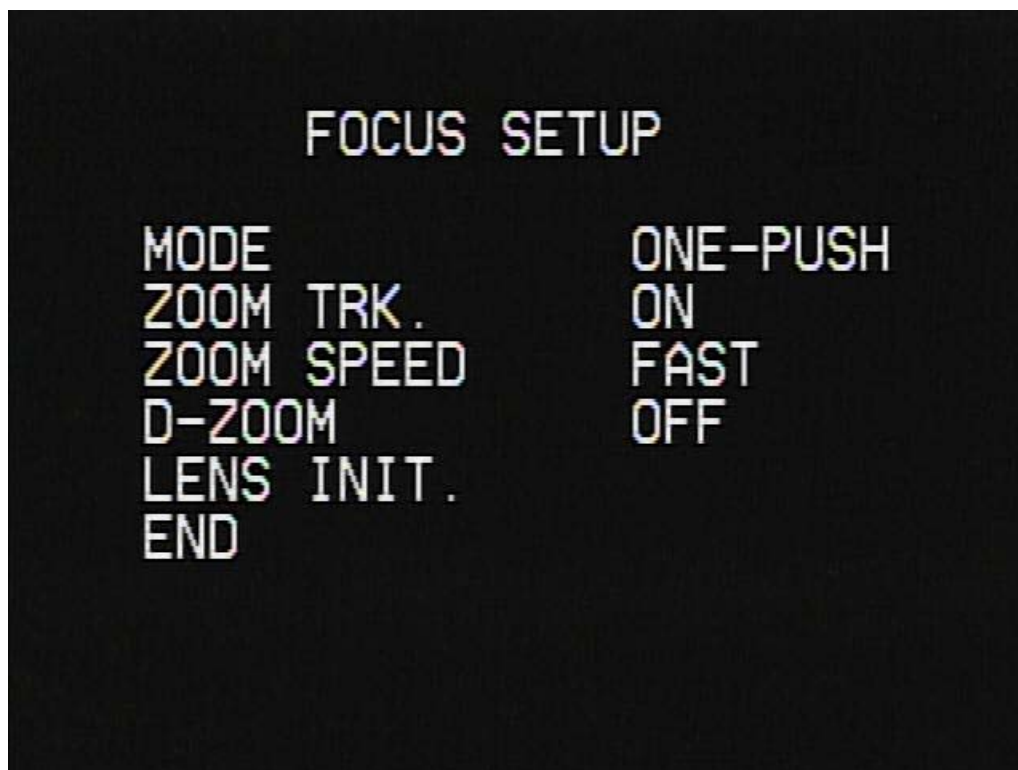 FOCUS SETUP
MODE ONE-PUSH
ZOOM TRK. ON
ZOOM SPEED FAST
D-ZOOM OFF
LENS INIT.
END